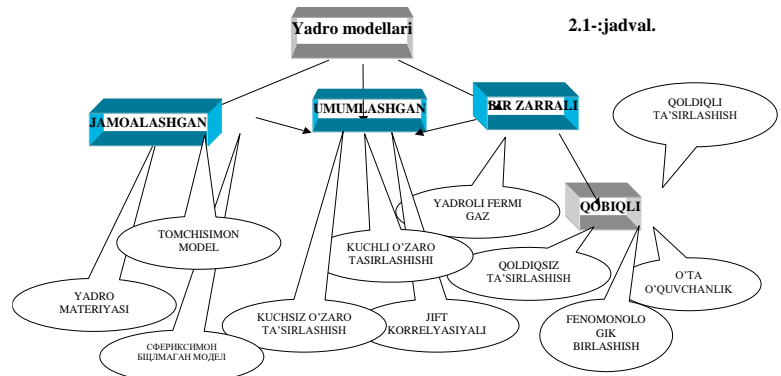 Yadro modellari
2.1-:jadval.
JAMOALASHGAN
UMUMLASHGAN
BIR ZARRALI
QOLDIQLI
TA'SIRLASHISH
YADROLI FERMI
GAZ
QOBIQLI
TOMCHISIMON
MODEL
KUCHLI O'ZARO
TASIRLASHISHI
QOLDIQSIZ
TA'SIRLASHISH
O'TA
O'QUVCHANLIK
YADRO
MATERIYASI
KUCHSIZ O'ZARO
TA'SIRLASHISH
JIFT
KORRELYASIYALI
FENOMONOLO
GIK
BIRLASHISH
СФЕРИКСИМОН
БЩЛМАГАН МОДЕЛ